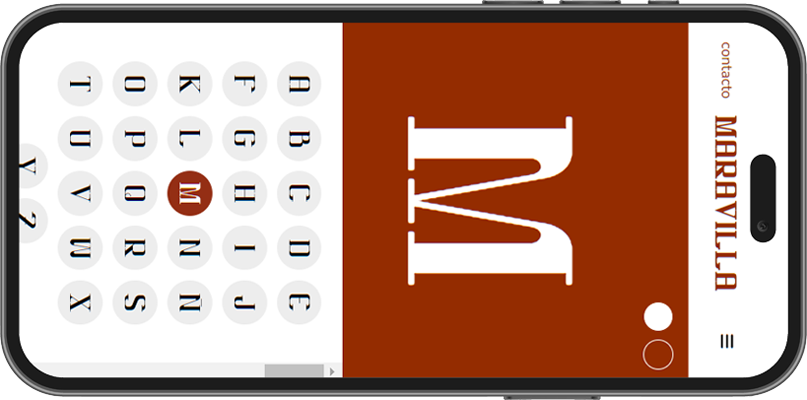 contacto MARAVILLA
M
A B C D E
F G H I J
K L M N N
O P Q R S
T U V W X
Y Z